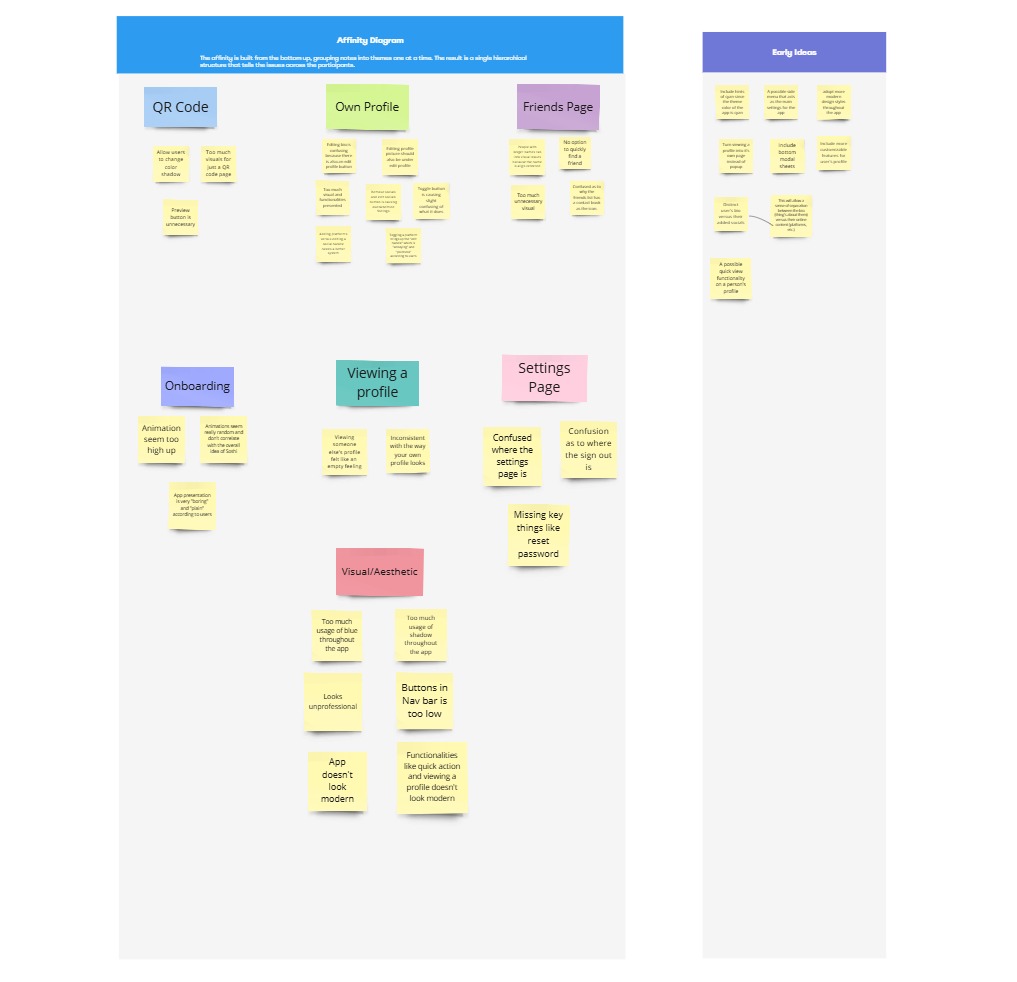 Affinity Diagram
The affinity is built from the bottom up, grouping notes into themes one at a time. The result is a single hierarchical
structure that tells the issues across the participants.
QR Code
Allow users
to change
color
shadow
Too much
visuals for
just a QR
code page
Preview
button is
unnecessary
Own Profile
Editing bio is
confusing
because there
is also an edit
profile button
Editing profile
picture should
also be under
edit profile
Too much
visual and
functionalities
presented
Toggle button
is causing
slight
confusing of
what it does
Friends Page
No option
to quickly
find a
friend
Too much
unnecessary
visual
Confused as to
why the
friends list has
a contact book
as the icon
Onboarding
Animation
seem too
high up
Animations seem
really random and
don't correlate
with the overall
idea of Soshi
App presentation
is very "boring"
and "plain"
according to users
Viewing a
profile
Viewing
someone
else's profile
felt like an
empty feeling
Inconsistent
with the way
your own
profile looks
Settings
Page
Confused
where the
settings
page is
Confusion
as to where
the sign out
is
Missing key
things like
reset
password
Visual/Aesthetic
Too much
usage of blue
throughout
the app
Too much
usage of
shadow
throughout
the app
Looks
unprofessional
Buttons in
Nav bar is
too low
App
doesn't
look
modern
Functionalities
like quick action
and viewing a
profile doesn't
look modern
Early Ideas
Include hints
of cyan since
the theme
color of the
app is cyan
A possible side
menu that acts
as the main
settings for the
app
adopt more
modern
design styles
throughout
the app
Turn viewing a
profile into it's
own page
instead of
popup
Include
bottom
modal
sheets
Include more
customizable
features for
user's profile
Distinct
user's bio
versus their
added socials
This will allow a
sense of separation
between the bio
(thing's about them)
versus their online
content (platforms,
etc.)
A possible
quick view
functionality
on a person's
profile